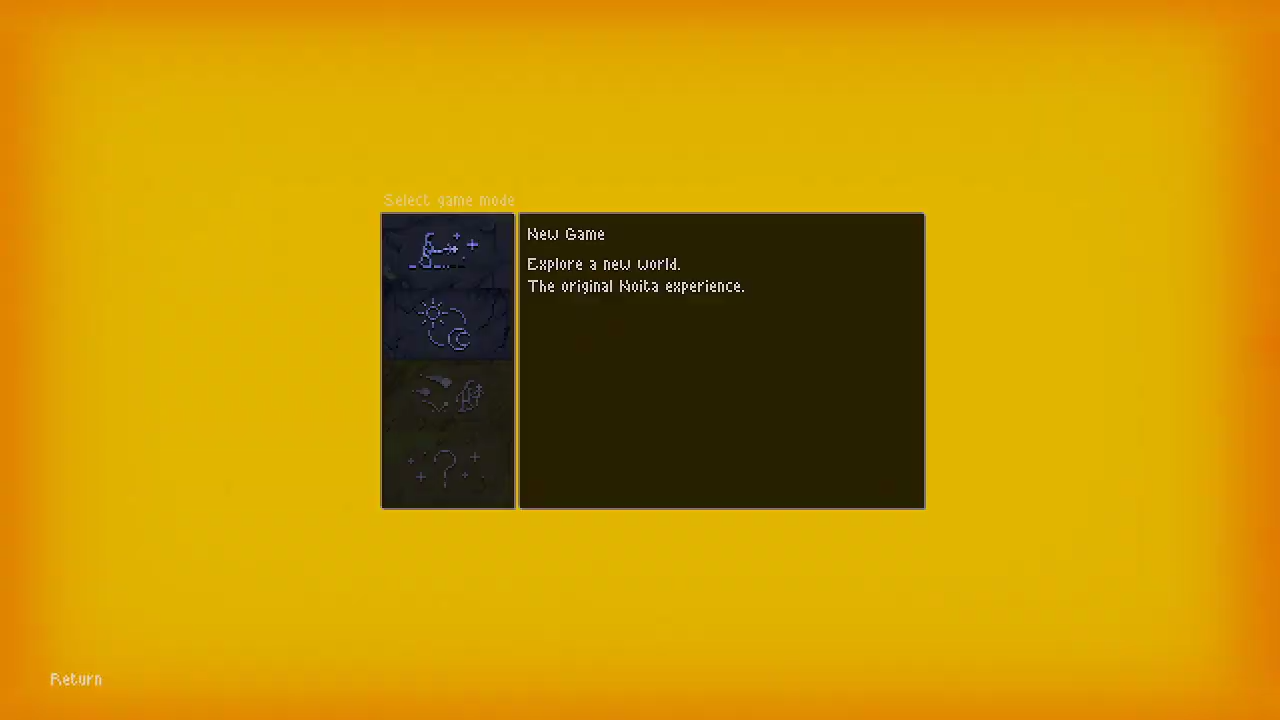 Select game mode
New Game
Explore a new world.
The original Noita experience.
Return